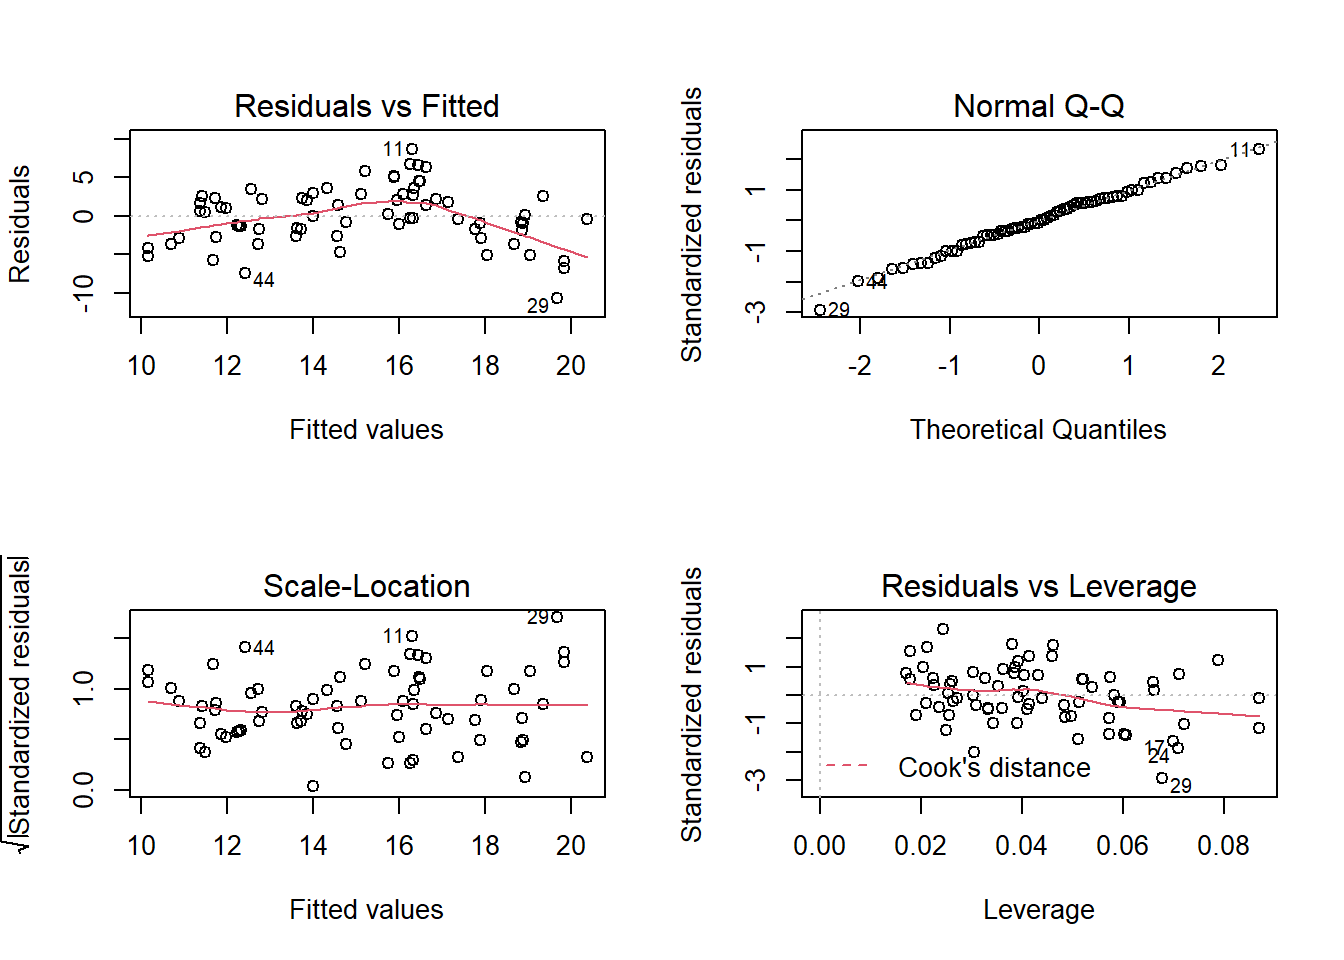 Residuals vs Fitted
Residuals
5
0
-10
11
44
29
10 12 14 16 18 20
Fitted values
Normal Q-Q
Standardized residuals
1
-1
-3
11
44
29
-2 -1 0 1 2
Theoretical Quantiles
Scale-Location
√|Standardized residuals|
1.0
0.0
29
11
44
10 12 14 16 18 20
Fitted values
Residuals vs Leverage
Standardized residuals
1
-1
-3
17
24
29
Cook's distance
0.00 0.02 0.04 0.06 0.08
Leverage